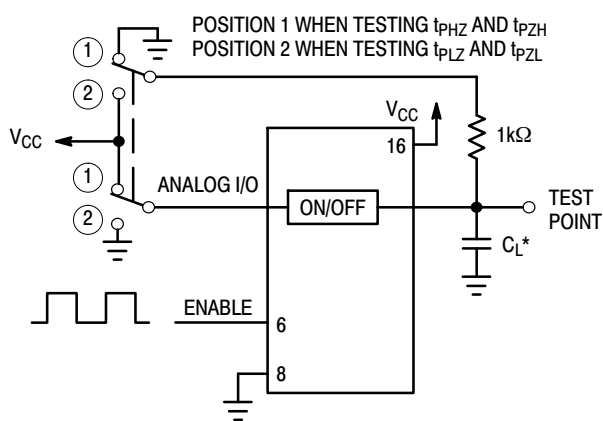 POSITION 1 WHEN TESTING tPHZ AND tPZH
POSITION 2 WHEN TESTING tPLZ AND tPZL
1
2
VCC
VCC
16
1kΩ
1
ANALOG I/O
ON/OFF
TEST
POINT
2
CL*
ENABLE
6
8